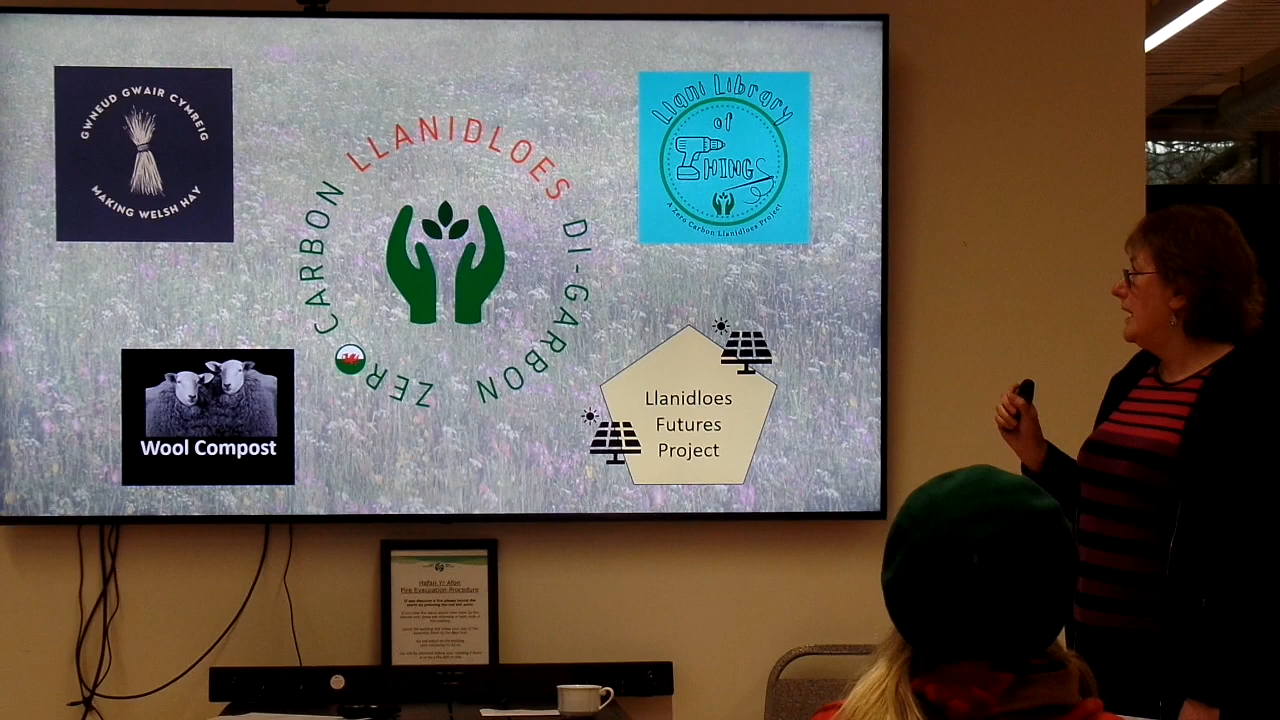 GWNEUD GWAIR CYMREIG
MAKING WELSH HAY
ZERO CARBON LLANIDLOES DI-GARBON
Llani Library
of
THINGS
A Zero Carbon Llanidloes Project
Wool Compost
Llanidloes
Futures
Project
Hafan Yr Afon
Fire Evacuation Procedure